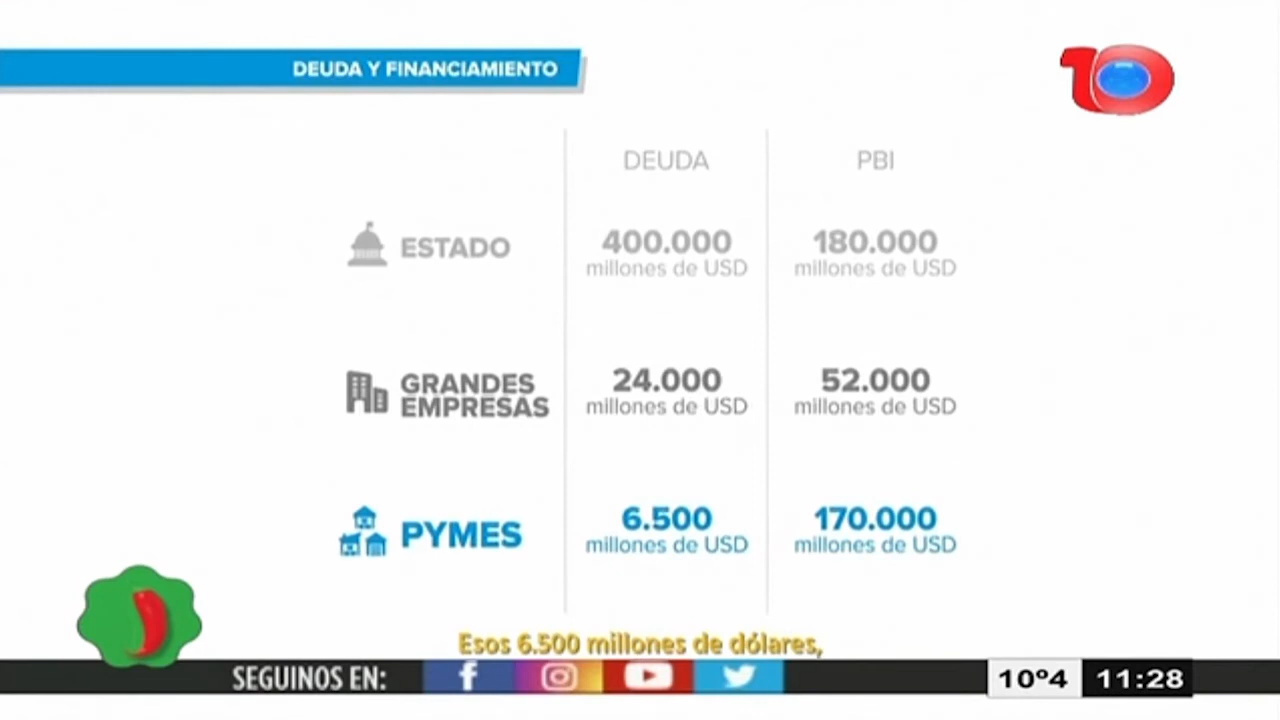 DEUDA Y FINANCIAMIENTO
10
DEUDA
PBI
ESTADO
400.000
millones de USD
180.000
millones de USD
GRANDES
EMPRESAS
24.000
millones de USD
52.000
millones de USD
PYMES
6.500
millones de USD
170.000
millones de USD
Esos 6.500 millones de dólares,
SEGUINOS EN:
10º4
11:28